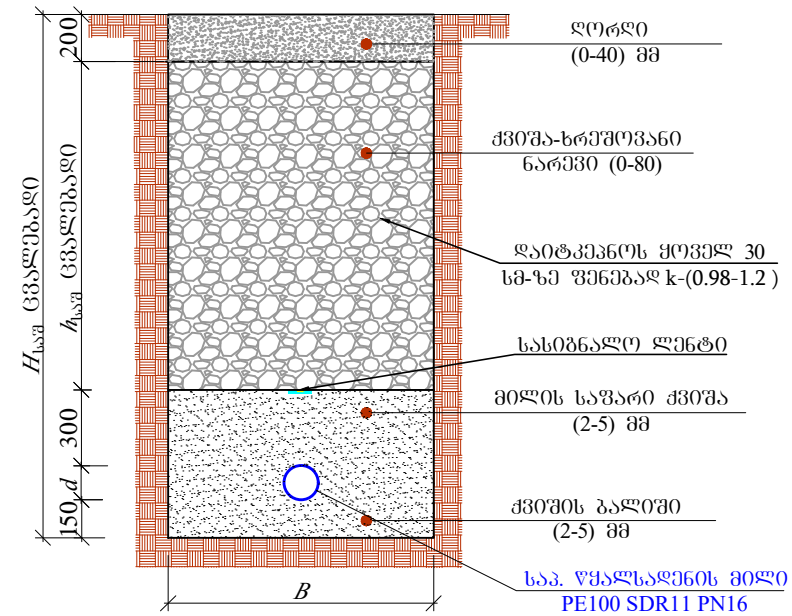 200
ღორღი
(0-40) მმ
ქვიშა-ხრეშოვანი
ნარევი (0-80)
დაიტკეპნოს ყოველ 30
სმ-ზე ფენებად k-(0.98-1.2 )
სასიგნალო ლენტი
მილის საფარი ქვიშა
(2-5) მმ
ქვიშის ბალიში
(2-5) მმ
საპ. წყალსადენის მილი
PE100 SDR11 PN16
Hსაშ ცვალებადი
hსაშ ცვალებადი
300
d
150
B